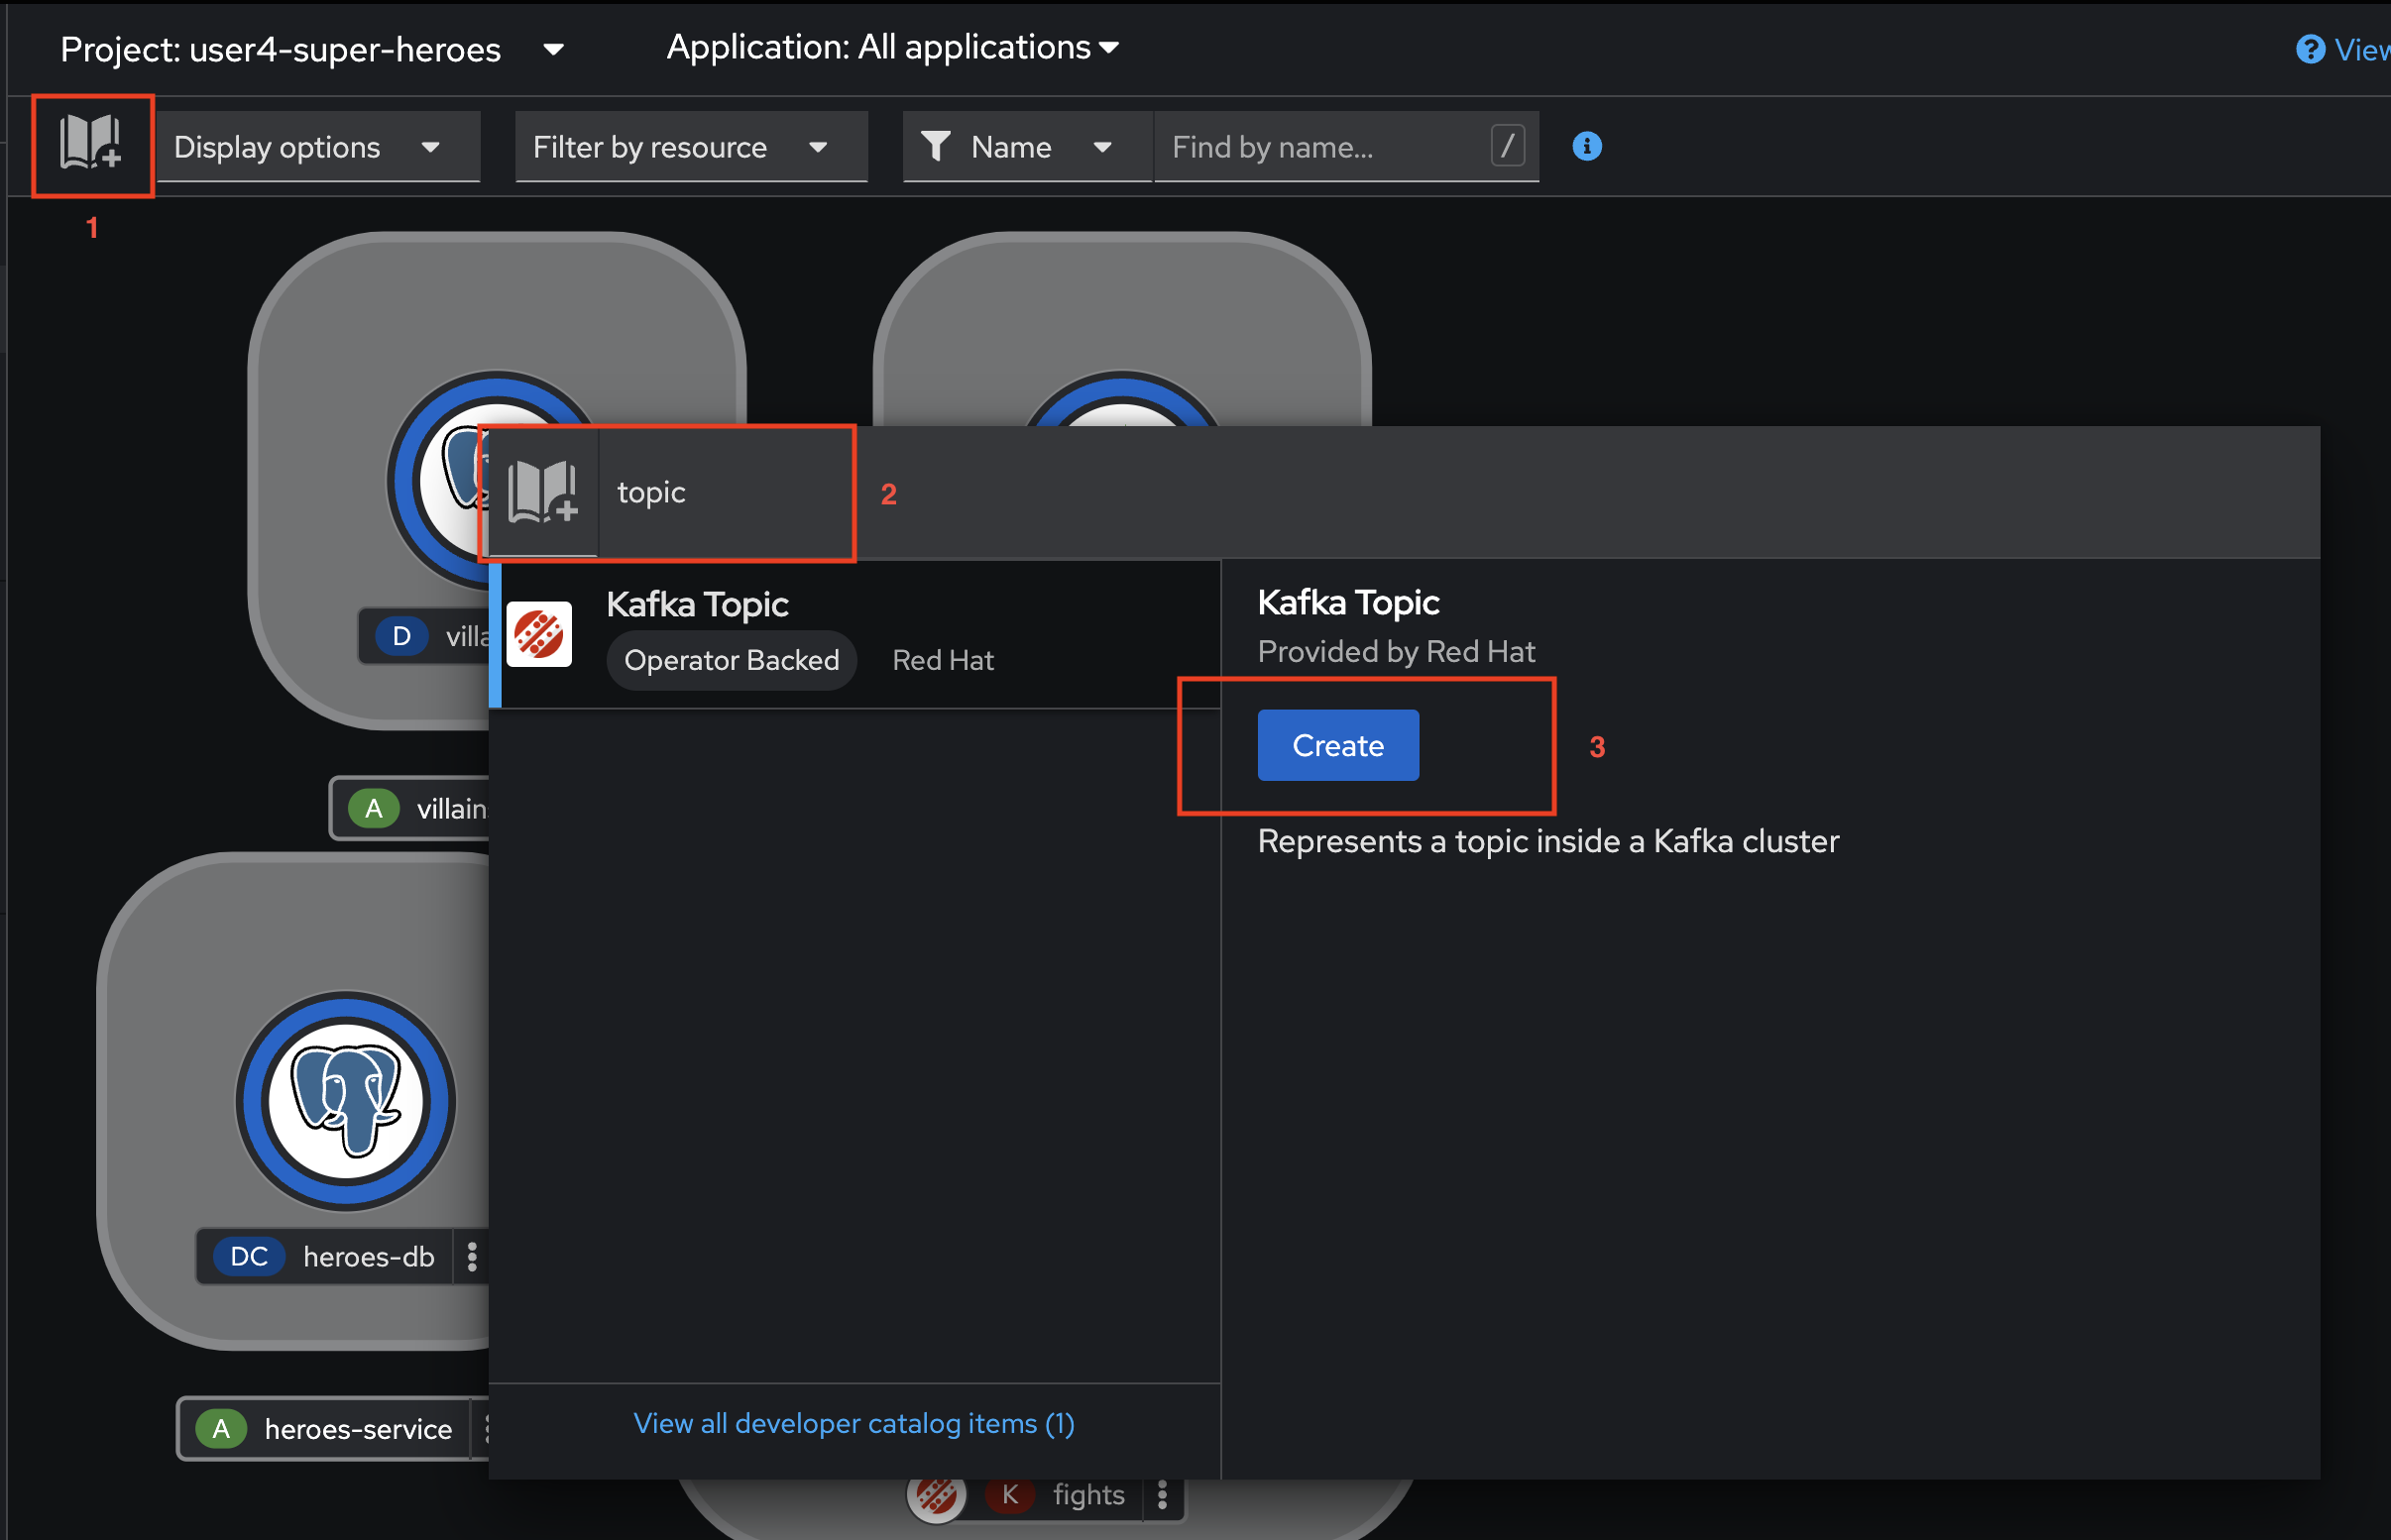 Project: user4-super-heroes
Application: All applications
View
Display options
Filter by resource
Name
Find by name...
/
1
topic
2
Kafka Topic
Operator Backed
Red Hat
Kafka Topic
Provided by Red Hat
Create
3
Represents a topic inside a Kafka cluster
D
A
DC heroes-db
A heroes-service
View all developer catalog items (1)
K fights